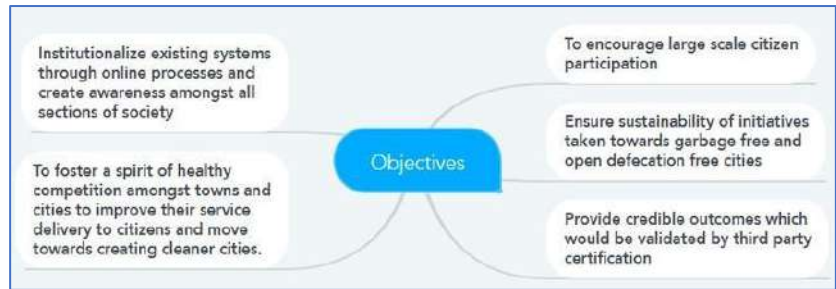 Institutionalize existing systems
through online processes and
create awareness amongst all
sections of society
To foster a spirit of healthy
competition amongst towns and
cities to improve their service
delivery to citizens and move
towards creating cleaner cities.
Objectives
To encourage large scale citizen
participation
Ensure sustainability of initiatives
taken towards garbage free and
open defecation free cities
Provide credible outcomes which
would be validated by third party
certification